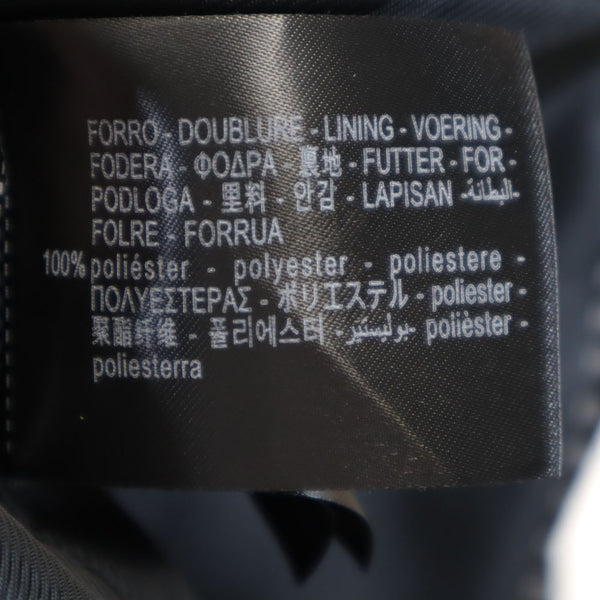 FORRO - DOUBLURE - LINING - VOERING -
FODERA - ΦΟΔΡΑ - 裏地 - FUTTER - FOR -
PODLOGA - 里料 - 안감 - LAPISAN - البطانة -
FOLRE - FORRUA
100% poliéster - polyester - poliestere -
ΠΟΛΥΕΣΤΕΡΑΣ - ポリエステル - poliester -
聚酯纤维 - 폴리에스터 - بوليستير - polièster -
poliesterra